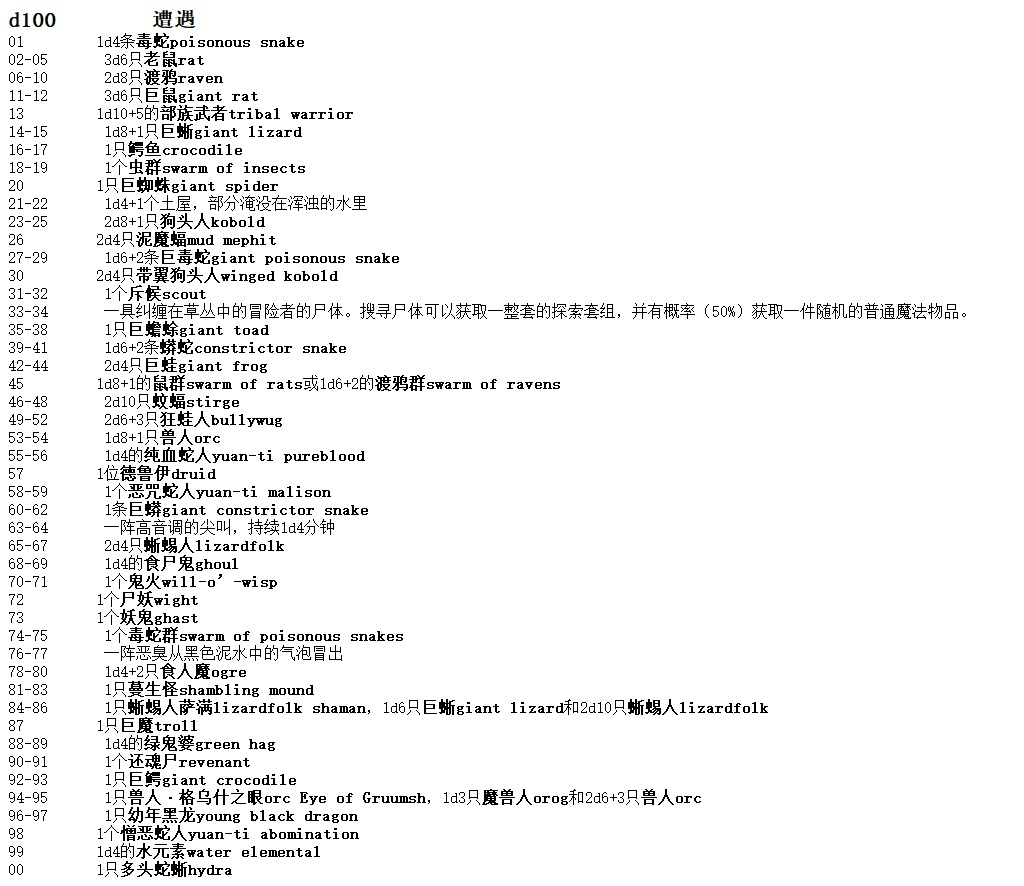 d100 遭遇
01 1d4条毒蛇poisonous snake
02-05 3d6只老鼠rat
06-10 2d8只渡鸦raven
11-12 3d6只巨鼠giant rat
13 1d10+5的部族武者tribal warrior
14-15 1d8+1只巨蜥giant lizard
16-17 1只鳄鱼crocodile
18-19 1个虫群swarm of insects
20 1只巨蜘蛛giant spider
21-22 1d4+1个土屋，部分淹没在浑浊的水里
23-25 2d8+1只狗头人kobold
26 2d4只泥魔蝠mud mephit
27-29 1d6+2条巨毒蛇giant poisonous snake
30 2d4只带翼狗头人winged kobold
31-32 1个斥候scout
33-34 一具纠缠在草丛中的冒险者的尸体。搜寻尸体可以获取一整套的探索套组，并有概率（50%）获取一件随机的普通魔法物品。
35-38 1只巨蟾蜍giant toad
39-41 1d6+2条蟒蛇constrictor snake
42-44 2d4只巨蛙giant frog
45 1d8+1的鼠群swarm of rats或1d6+2的渡鸦群swarm of ravens
46-48 2d10只蚊蝠stirge
49-52 2d6+3只狂蛙人bullywug
53-54 1d8+1只兽人orc
55-56 1d4的纯血蛇人yuan-ti pureblood
57 1位德鲁伊druid
58-59 1个恶咒蛇人yuan-ti malison
60-62 1条巨蟒giant constrictor snake
63-64 一阵高音调的尖叫，持续1d4分钟
65-67 2d4只蜥蜴人lizardfolk
68-69 1d4的食尸鬼ghoul
70-71 1个鬼火will-o’-wisp
72 1个尸妖wight
73 1个妖鬼ghast
74-75 1个毒蛇群swarm of poisonous snakes
76-77 一阵恶臭从黑色泥水中的气泡冒出
78-80 1d4+2只食人魔ogre
81-83 1只蔓生怪shambling mound
84-86 1只蜥蜴人萨满lizardfolk shaman，1d6只巨蜥giant lizard和2d10只蜥蜴人lizardfolk
87 1只巨魔troll
88-89 1d4的绿鬼婆green hag
90-91 1个还魂尸revenant
92-93 1只巨鳄giant crocodile
94-95 1只兽人·格乌什之眼orc Eye of Gruumsh，1d3只魔兽人orog和2d6+3只兽人orc
96-97 1只幼年黑龙young black dragon
98 1个憎恶蛇人yuan-ti abomination
99 1d4的水元素water elemental
00 1只多头蛇蜥hydra